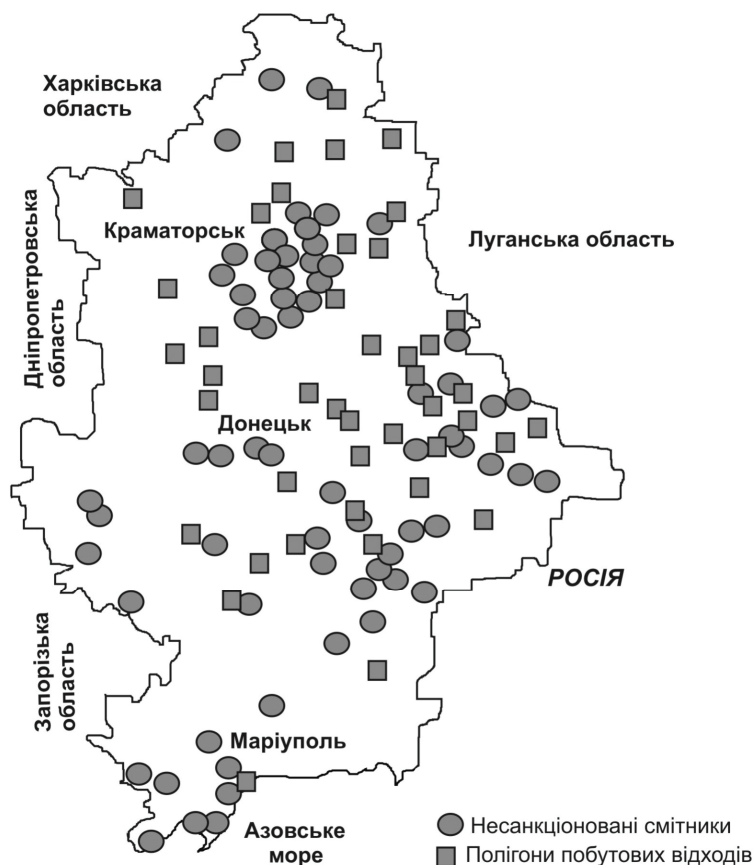 Харківська
область
Дніпропетровська
область
Краматорськ
Луганська область
Донецьк
РОСІЯ
Запорізька
область
Маріуполь
Азовське
море
Несанкціоновані смітники
Полігони побутових відходів